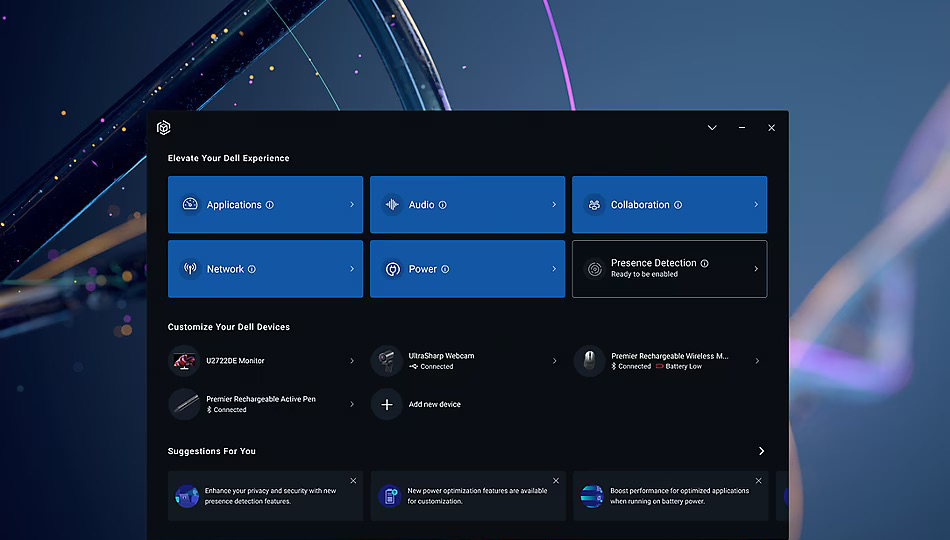 Elevate Your Dell Experience
Applications
Audio
Collaboration
Network
Power
Presence Detection
Ready to be enabled
Customize Your Dell Devices
U2722DE Monitor
UltraSharp Webcam
Connected
Premier Rechargeable Wireless M...
Connected Battery Low
Premier Rechargeable Active Pen
Connected
Add new device
Suggestions For You
Enhance your privacy and security with new
presence detection features.
New power optimization features are available
for customization.
Boost performance for optimized applications
when running on battery power.